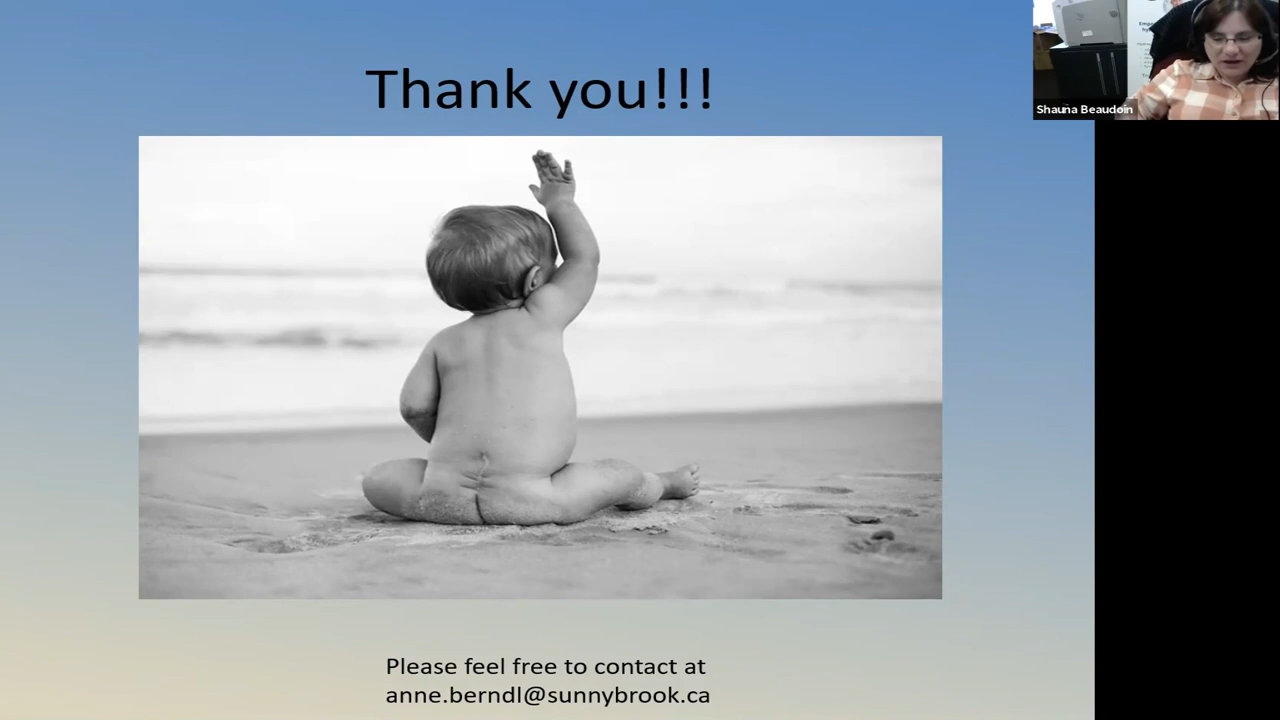 Thank you!!!
Shauna Beaudoin
Please feel free to contact at
anne.berndl@sunnybrook.ca